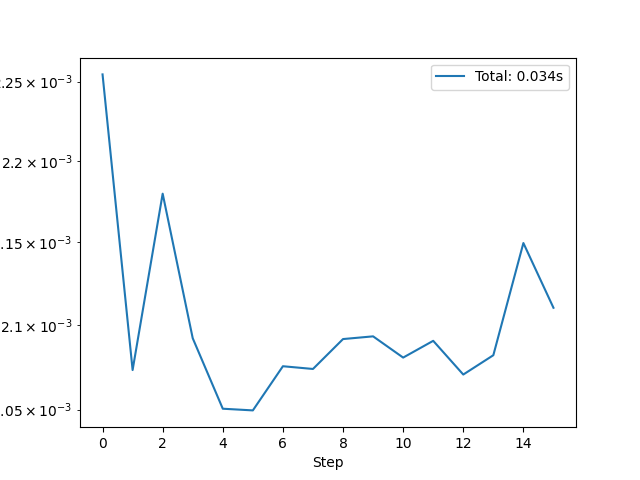 Total: 0.034s
2.25 × 10⁻³
2.2 × 10⁻³
.15 × 10⁻³
2.1 × 10⁻³
.05 × 10⁻³
0 2 4 6 8 10 12 14
Step